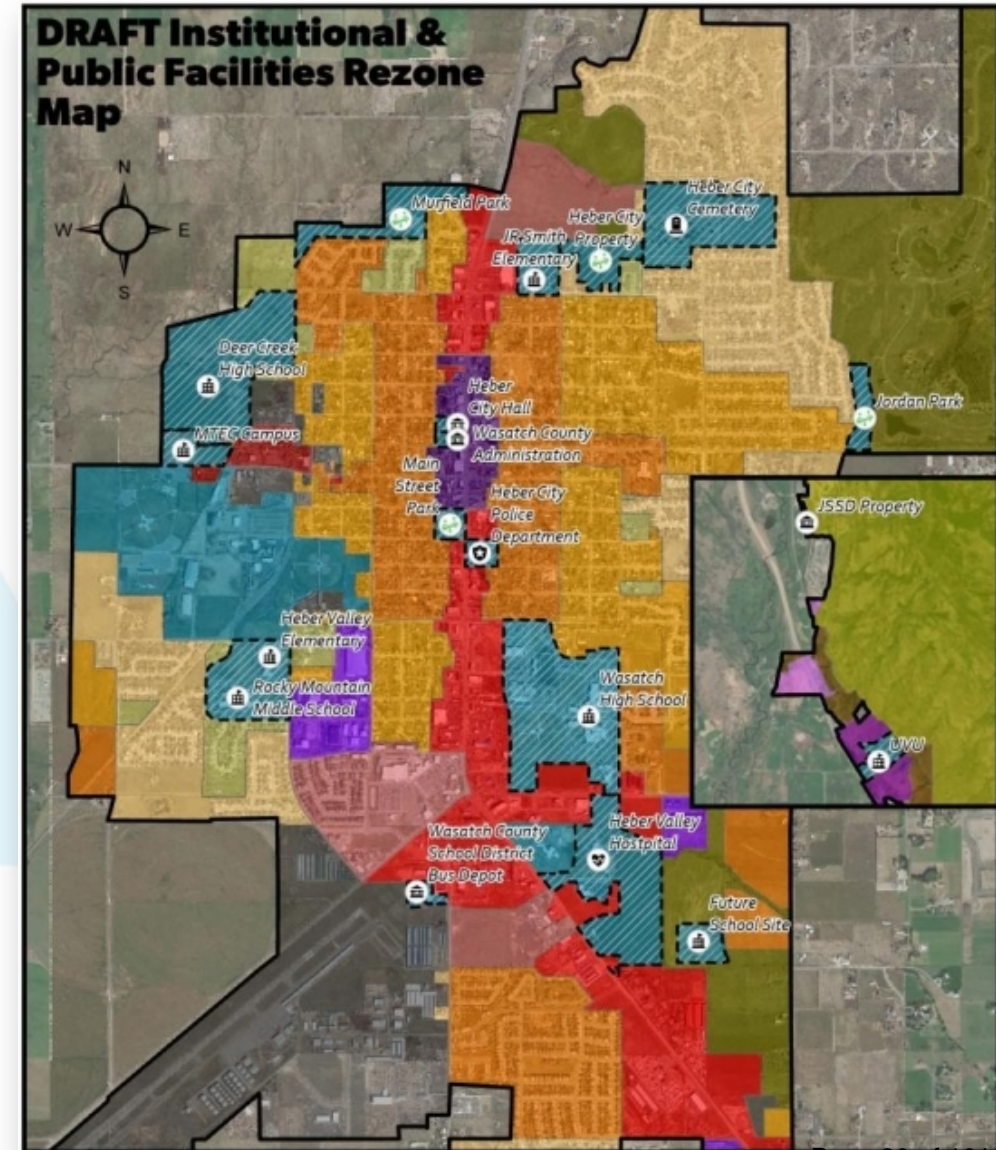 DRAFT Institutional &
Public Facilities Rezone
Map
N
W
E
S
Murfield Park
Heber City
Cemetery
Heber City
Property
JR Smith
Elementary
Deer Creek
High School
MTEC Campus
Jordan Park
Heber
City Hall
Wasatch County
Administration
Main
Street
Park
Heber City
Police
Department
JSSD Property
UVU
Heber Valley
Elementary
Rocky Mountain
Middle School
Wasatch
High School
Heber Valley
Hostpital
Wasatch County
School District
Bus Depot
Future
School Site